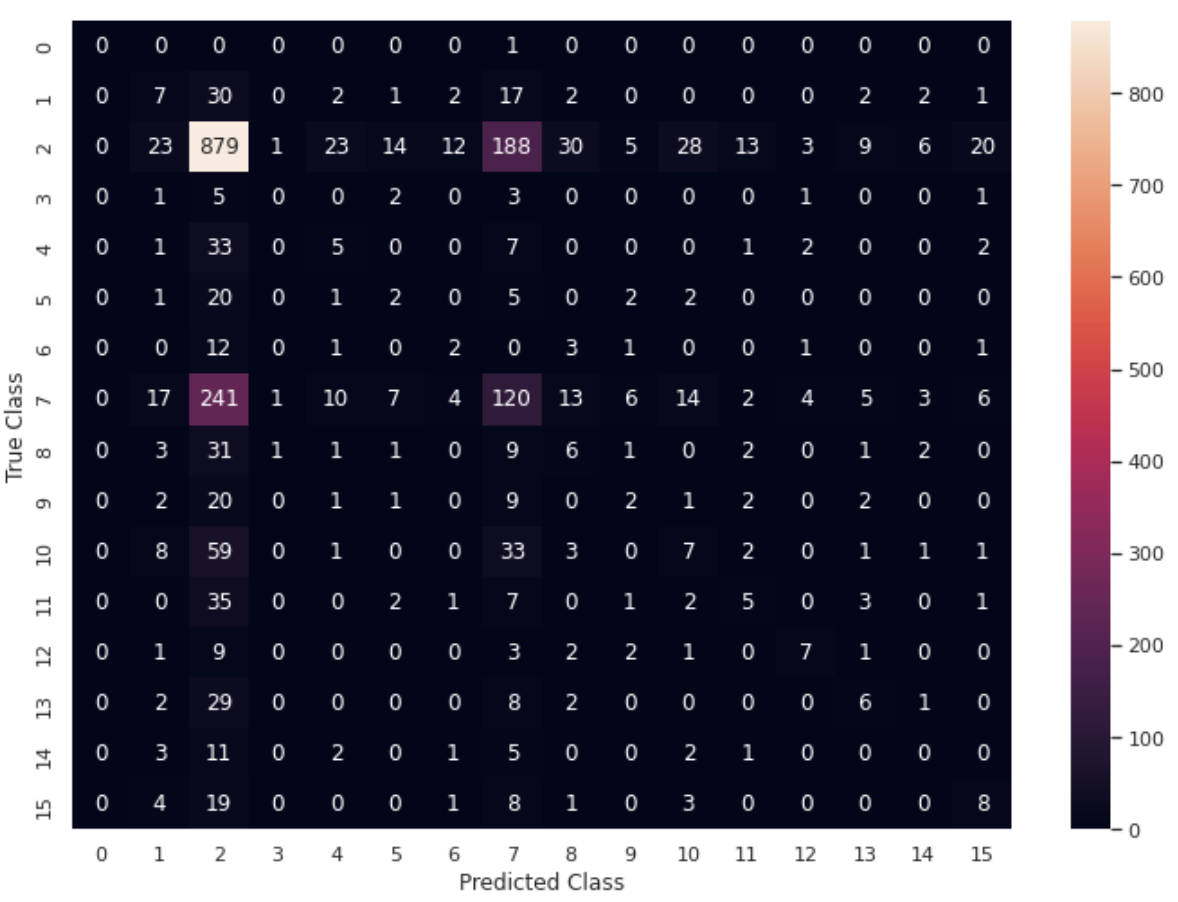 0 0 0 0 0 0 0 0 1 0 0 0 0 0 0 0 0
1 0 7 30 0 2 1 2 17 2 0 0 0 0 2 2 1
800
2 0 23 879 1 23 14 12 188 30 5 28 13 3 9 6 20
700
3 0 1 5 0 0 2 0 3 0 0 0 0 1 0 0 1
4 0 1 33 0 5 0 0 7 0 0 0 1 2 0 0 2
600
5 0 1 20 0 1 2 0 5 0 2 2 0 0 0 0 0
6 0 0 12 0 1 0 2 0 3 1 0 0 1 0 0 1
500
True Class
7 0 17 241 1 10 7 4 120 13 6 14 2 4 5 3 6
8 0 3 31 1 1 1 0 9 6 1 0 2 0 1 2 0
400
9 0 2 20 0 1 1 0 9 0 2 1 2 0 2 0 0
10 0 8 59 0 1 0 0 33 3 0 7 2 0 1 1 1
300
11 0 0 35 0 0 2 1 7 0 1 2 5 0 3 0 1
12 0 1 9 0 0 0 0 3 2 2 1 0 7 1 0 0
200
13 0 2 29 0 0 0 0 8 2 0 0 0 0 6 1 0
14 0 3 11 0 2 0 1 5 0 0 2 1 0 0 0 0
100
15 0 4 19 0 0 0 1 8 1 0 3 0 0 0 0 8
0
0 1 2 3 4 5 6 7 8 9 10 11 12 13 14 15
Predicted Class